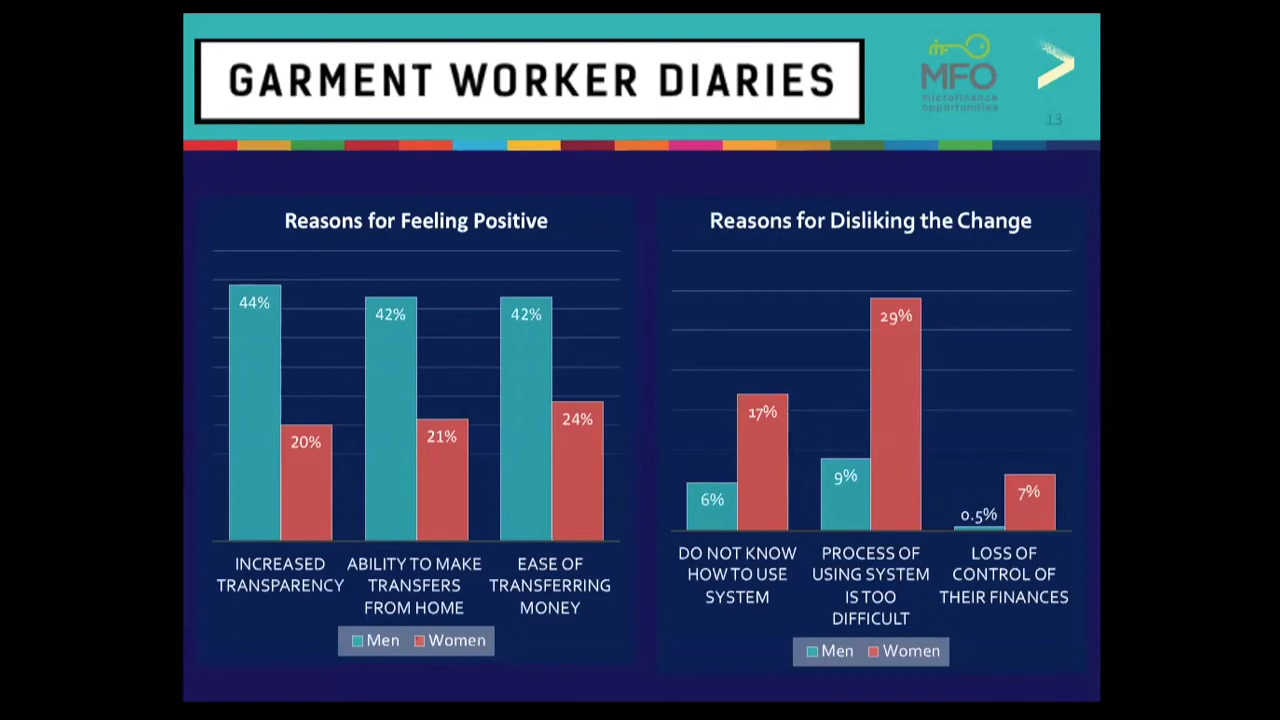 GARMENT WORKER DIARIES
mf
MFO
microfinance
opportunities
13
Reasons for Feeling Positive
44%
20%
42%
21%
42%
24%
INCREASED
TRANSPARENCY
ABILITY TO MAKE
TRANSFERS
FROM HOME
EASE OF
TRANSFERRING
MONEY
Men Women
Reasons for Disliking the Change
6%
17%
9%
29%
0.5%
7%
DO NOT KNOW
HOW TO USE
SYSTEM
PROCESS OF
USING SYSTEM
IS TOO
DIFFICULT
LOSS OF
CONTROL OF
THEIR FINANCES
Men Women